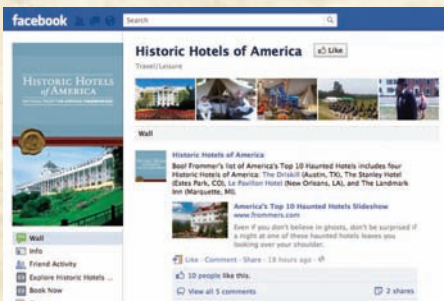 facebook
Search
Historic Hotels of America
Like
Travel/Leisure
HISTORIC HOTELS
of AMERICA
Wall
Historic Hotels of America
Boo! Frommer's list of America's Top 10 Haunted Hotels includes four
Historic Hotels of America: The Driskill (Austin, TX), The Stanley Hotel
(Estes Park, CO), Le Pavillon Hotel (New Orleans, LA), and The Landmark
Inn (Marquette, MI).
America's Top 10 Haunted Hotels Slideshow
www.frommers.com
Even if you don't believe in ghosts, don't be surprised if
a night at one of these haunted hotels leaves you
looking over your shoulder.
Like · Comment · Share · 18 hours ago
10 people like this.
View all 5 comments
2 shares
Wall
Info
Friend Activity
Explore Historic Hotels ...
Book Now